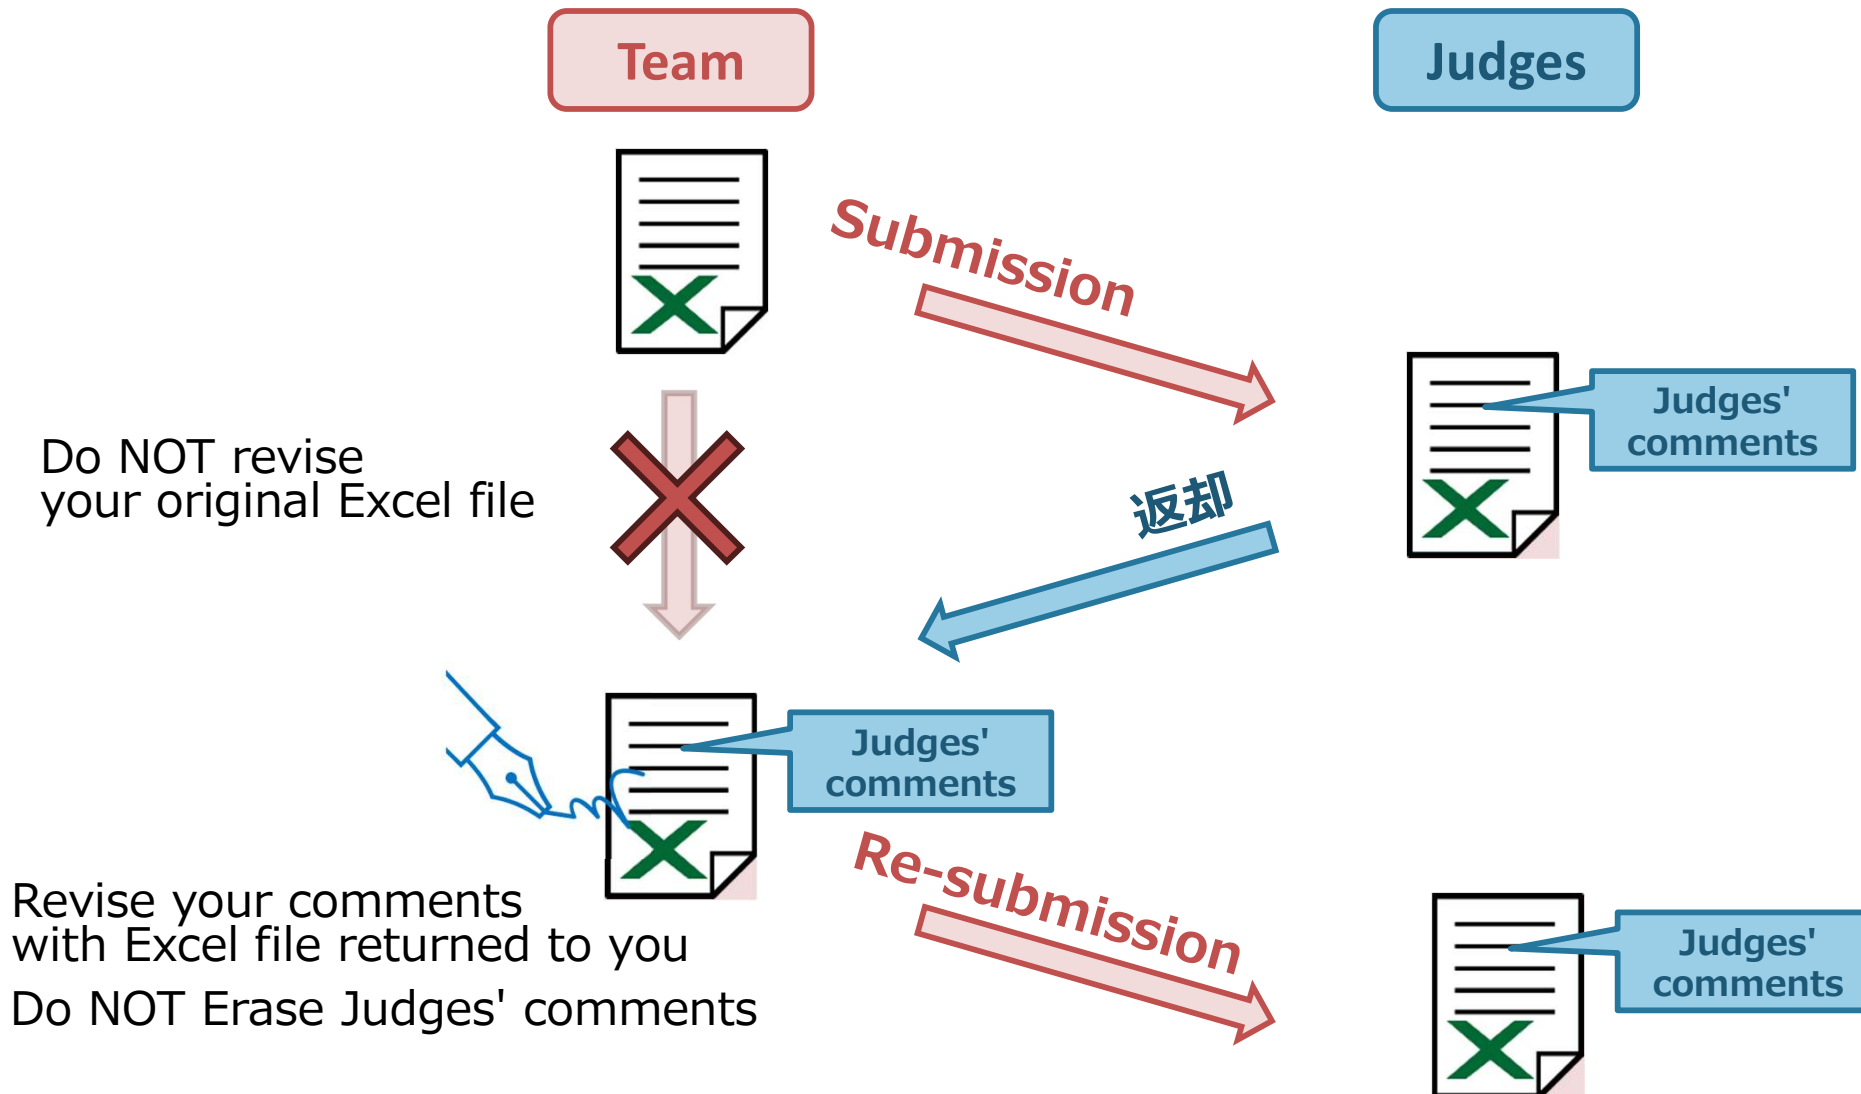 Team
Judges
Submission
Judges'
comments
Do NOT revise
your original Excel file
返却
Judges'
comments
Re-submission
Revise your comments
with Excel file returned to you
Do NOT Erase Judges' comments
Judges'
comments